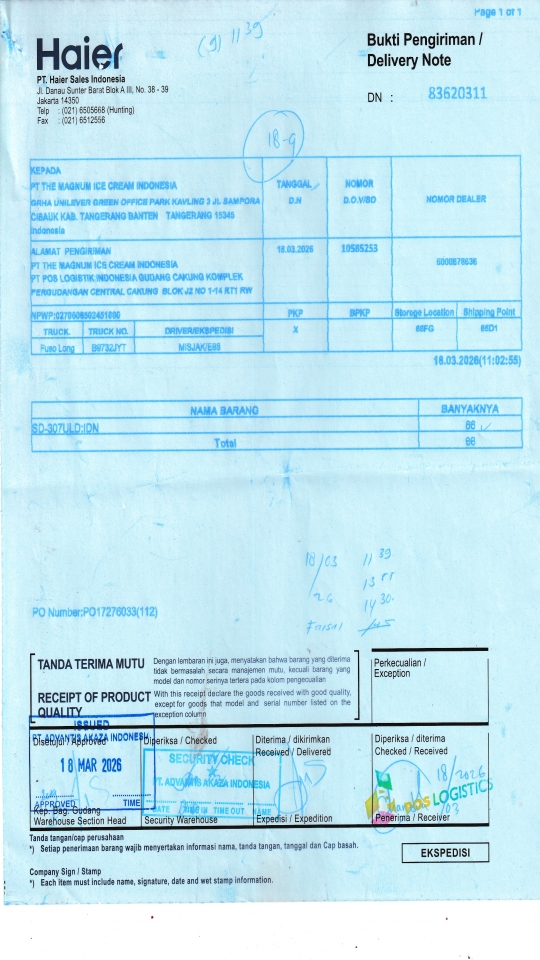 Page 1 of 1
Haier
PT. Haier Sales Indonesia
Jl. Danau Sunter Barat Blok A III, No. 38 - 39
Jakarta 14350
Telp : (021) 6505668 (Hunting)
Fax : (021) 6512556
(9) 11 39
Bukti Pengiriman /
Delivery Note
DN : 83620311
18-9
KEPADA
PT THE MAGNUM ICE CREAM INDONESIA
GRHA UNILEVER GREEN OFFICE PARK KAVLING 3 JL BSMPORA
CIBAUK KAB. TANGERANG BANTEN TANGERANG 15345
Indonesia
TANGGAL
D.N
NOMOR
D.O.V/BD
NOMOR DEALER
ALAMAT PENGIRIMAN
PT THE MAGNUM ICE CREAM INDONESIA
PT POS LOGISTIK INDONESIA GUDANG CAKUNG KOMPLEK
PERGUDANGAN CENTRAL CAKUNG BLOK J2 NO 1-14 RT1 RW
18.03.2026
10585253
6000878636
NPWP:0270608502451000
PKP
BPKP
Storage Location
Shipping Point
TRUCK
TRUCK NO.
DRIVER/EKSPEDISI
X
Fuso Long
B9732JYT
MISJAK/E88
18.03.2026(11:02:55)
NAMA BARANG
BANYAKNYA
SD-307ULD:IDN
66
Total
66
18/03 11 39
26 14 30
Faisal
PO Number:PO17276033(112)
TANDA TERIMA MUTU
RECEIPT OF PRODUCT
QUALITY
Dengan lembaran ini juga, menyatakan bahwa barang yang diterima
tidak bermasalah secara manajemen mutu, kecuali barang yang
model dan nomor serinya tertera pada kolom pengecualian
With this receipt declare the goods received with good quality,
except for goods that model and serial number listed on the
exception column
Perkecualian /
Exception
ISSUED
Disetujui / Approved
PT. ADVANTIS AKAZA INDONESIA
18 MAR 2026
APPROVED TIME
Kep. Bag. Gudang
Warehouse Section Head
Diperiksa / Checked
SECURITY CHECK
PT. ADVANTIS AKAZA INDONESIA
DATE TIME IN TIME OUT NAME
Security Warehouse
Diterima / dikirimkan
Received / Delivered
Expedisi / Expedition
Diperiksa / diterima
Checked / Received
18/2026
03
POS LOGISTICS
Penerima / Receiver
Tanda tangan/cap perusahaan
*) Setiap penerimaan barang wajib menyertakan informasi nama, tanda tangan, tanggal dan Cap basah.
EKSPEDISI
Company Sign / Stamp
*) Each item must include name, signature, date and wet stamp information.